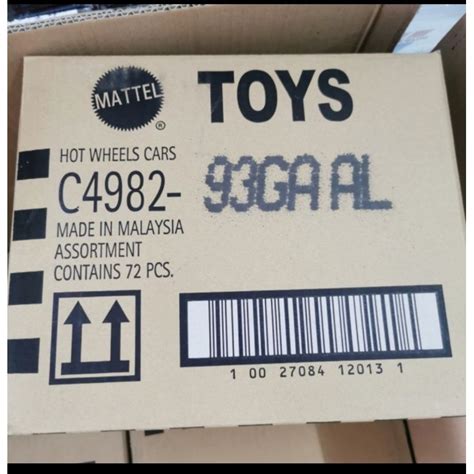 MATTEL ® TOYS
HOT WHEELS CARS
C4982- 93GA AL
MADE IN MALAYSIA
ASSORTMENT
CONTAINS 72 PCS.
1 00 27084 12013 1